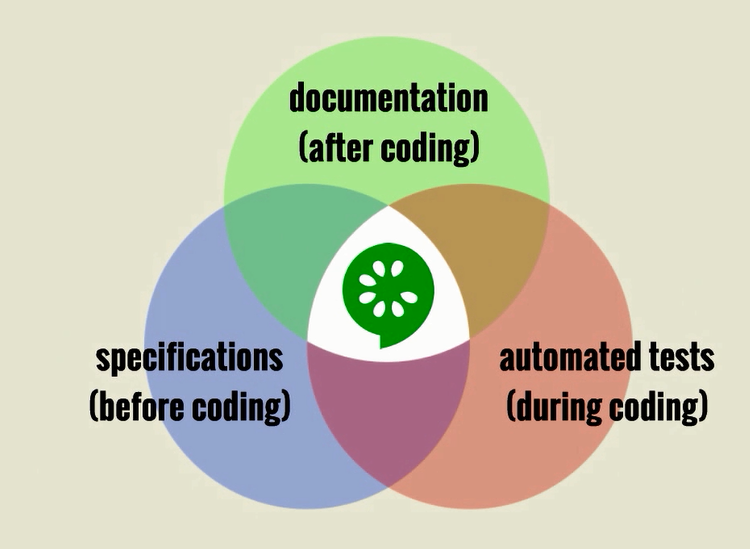 documentation
(after coding)
specifications
(before coding)
automated tests
(during coding)